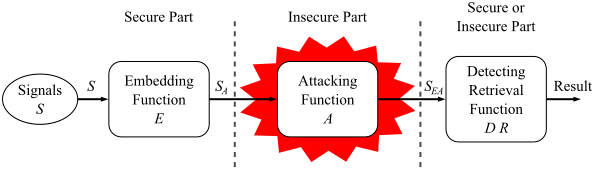 Secure Part
Insecure Part
Secure or
Insecure Part
Signals
S
S
Embedding
Function
E
S_A
Attacking
Function
A
S_EA
Detecting
Retrieval
Function
D R
Result